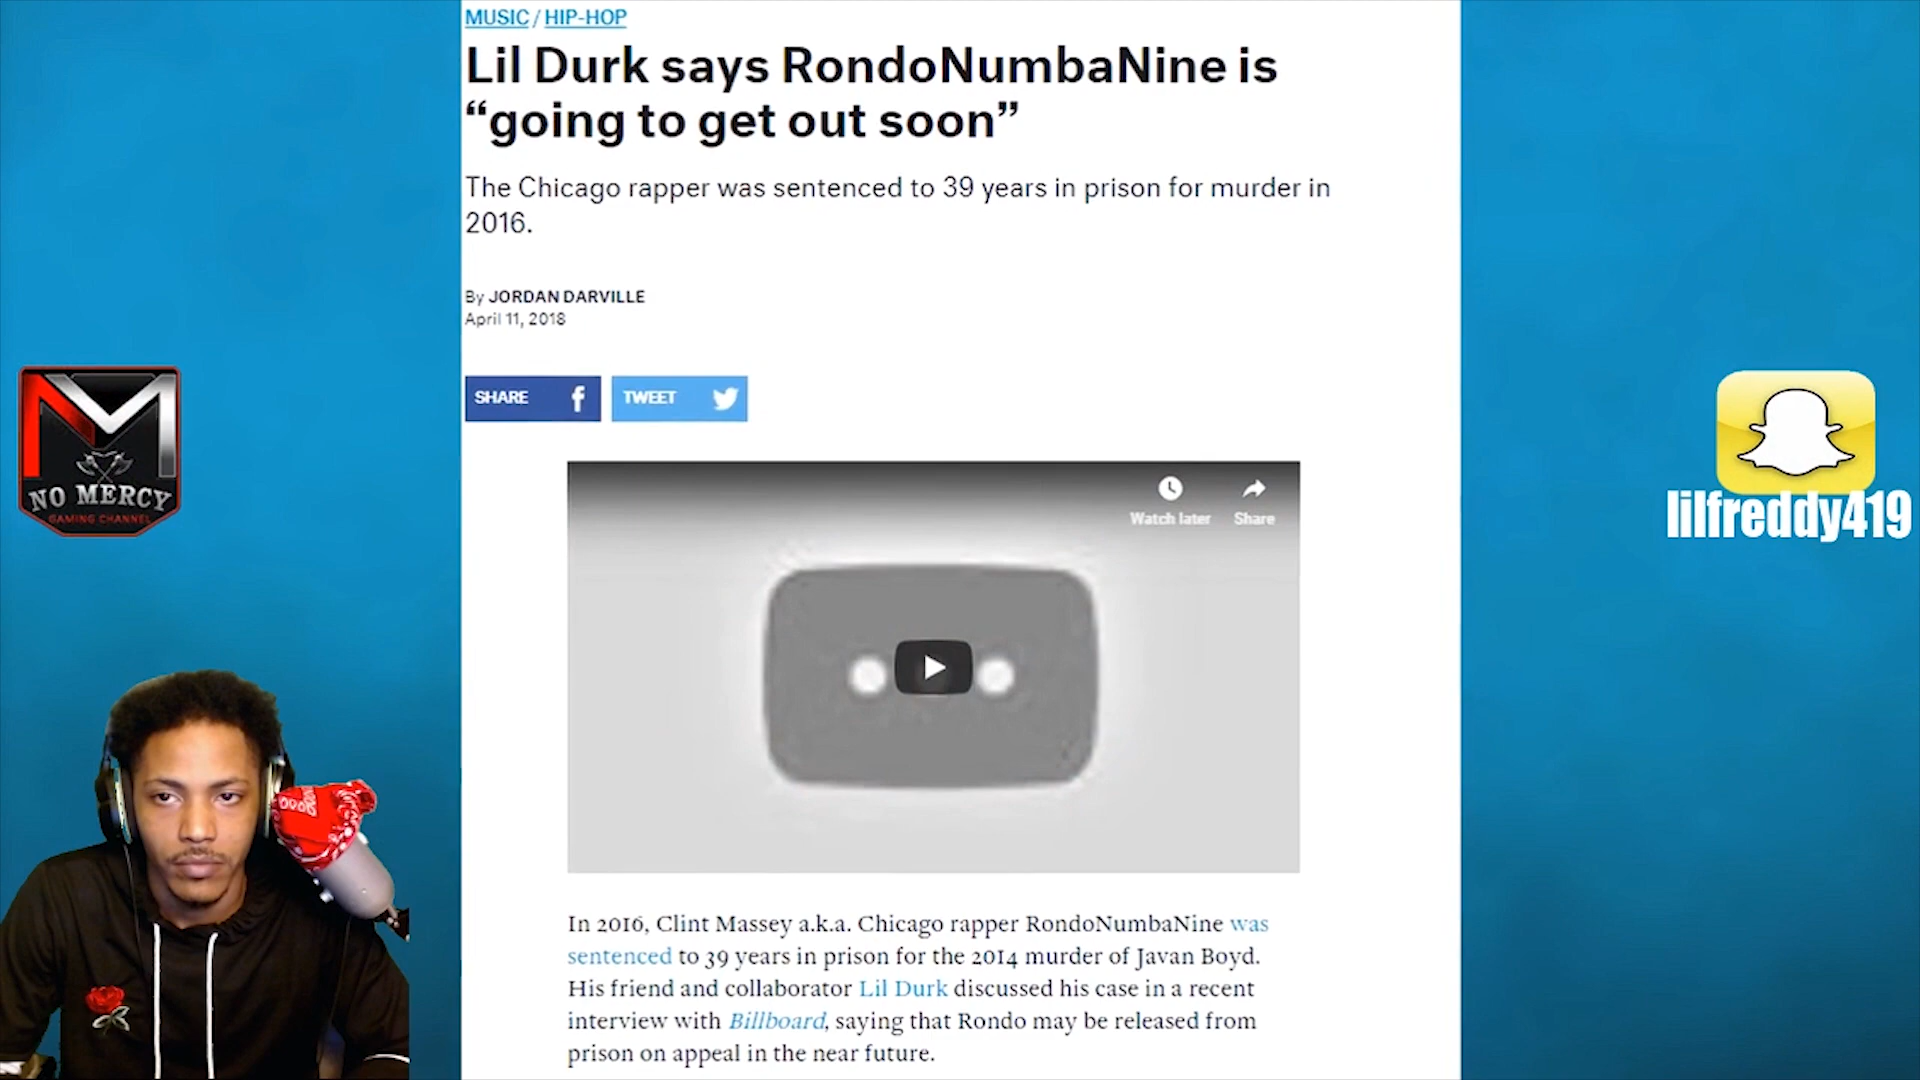 MUSIC / HIP-HOP
Lil Durk says RondoNumbaNine is
“going to get out soon”
The Chicago rapper was sentenced to 39 years in prison for murder in
2016.
By JORDAN DARVILLE
April 11, 2018
SHARE f
TWEET
Watch later
Share
M
NO MERCY
GAMING CHANNEL
lilfreddy419
In 2016, Clint Massey a.k.a. Chicago rapper RondoNumbaNine was
sentenced to 39 years in prison for the 2014 murder of Javan Boyd.
His friend and collaborator Lil Durk discussed his case in a recent
interview with Billboard, saying that Rondo may be released from
prison on appeal in the near future.